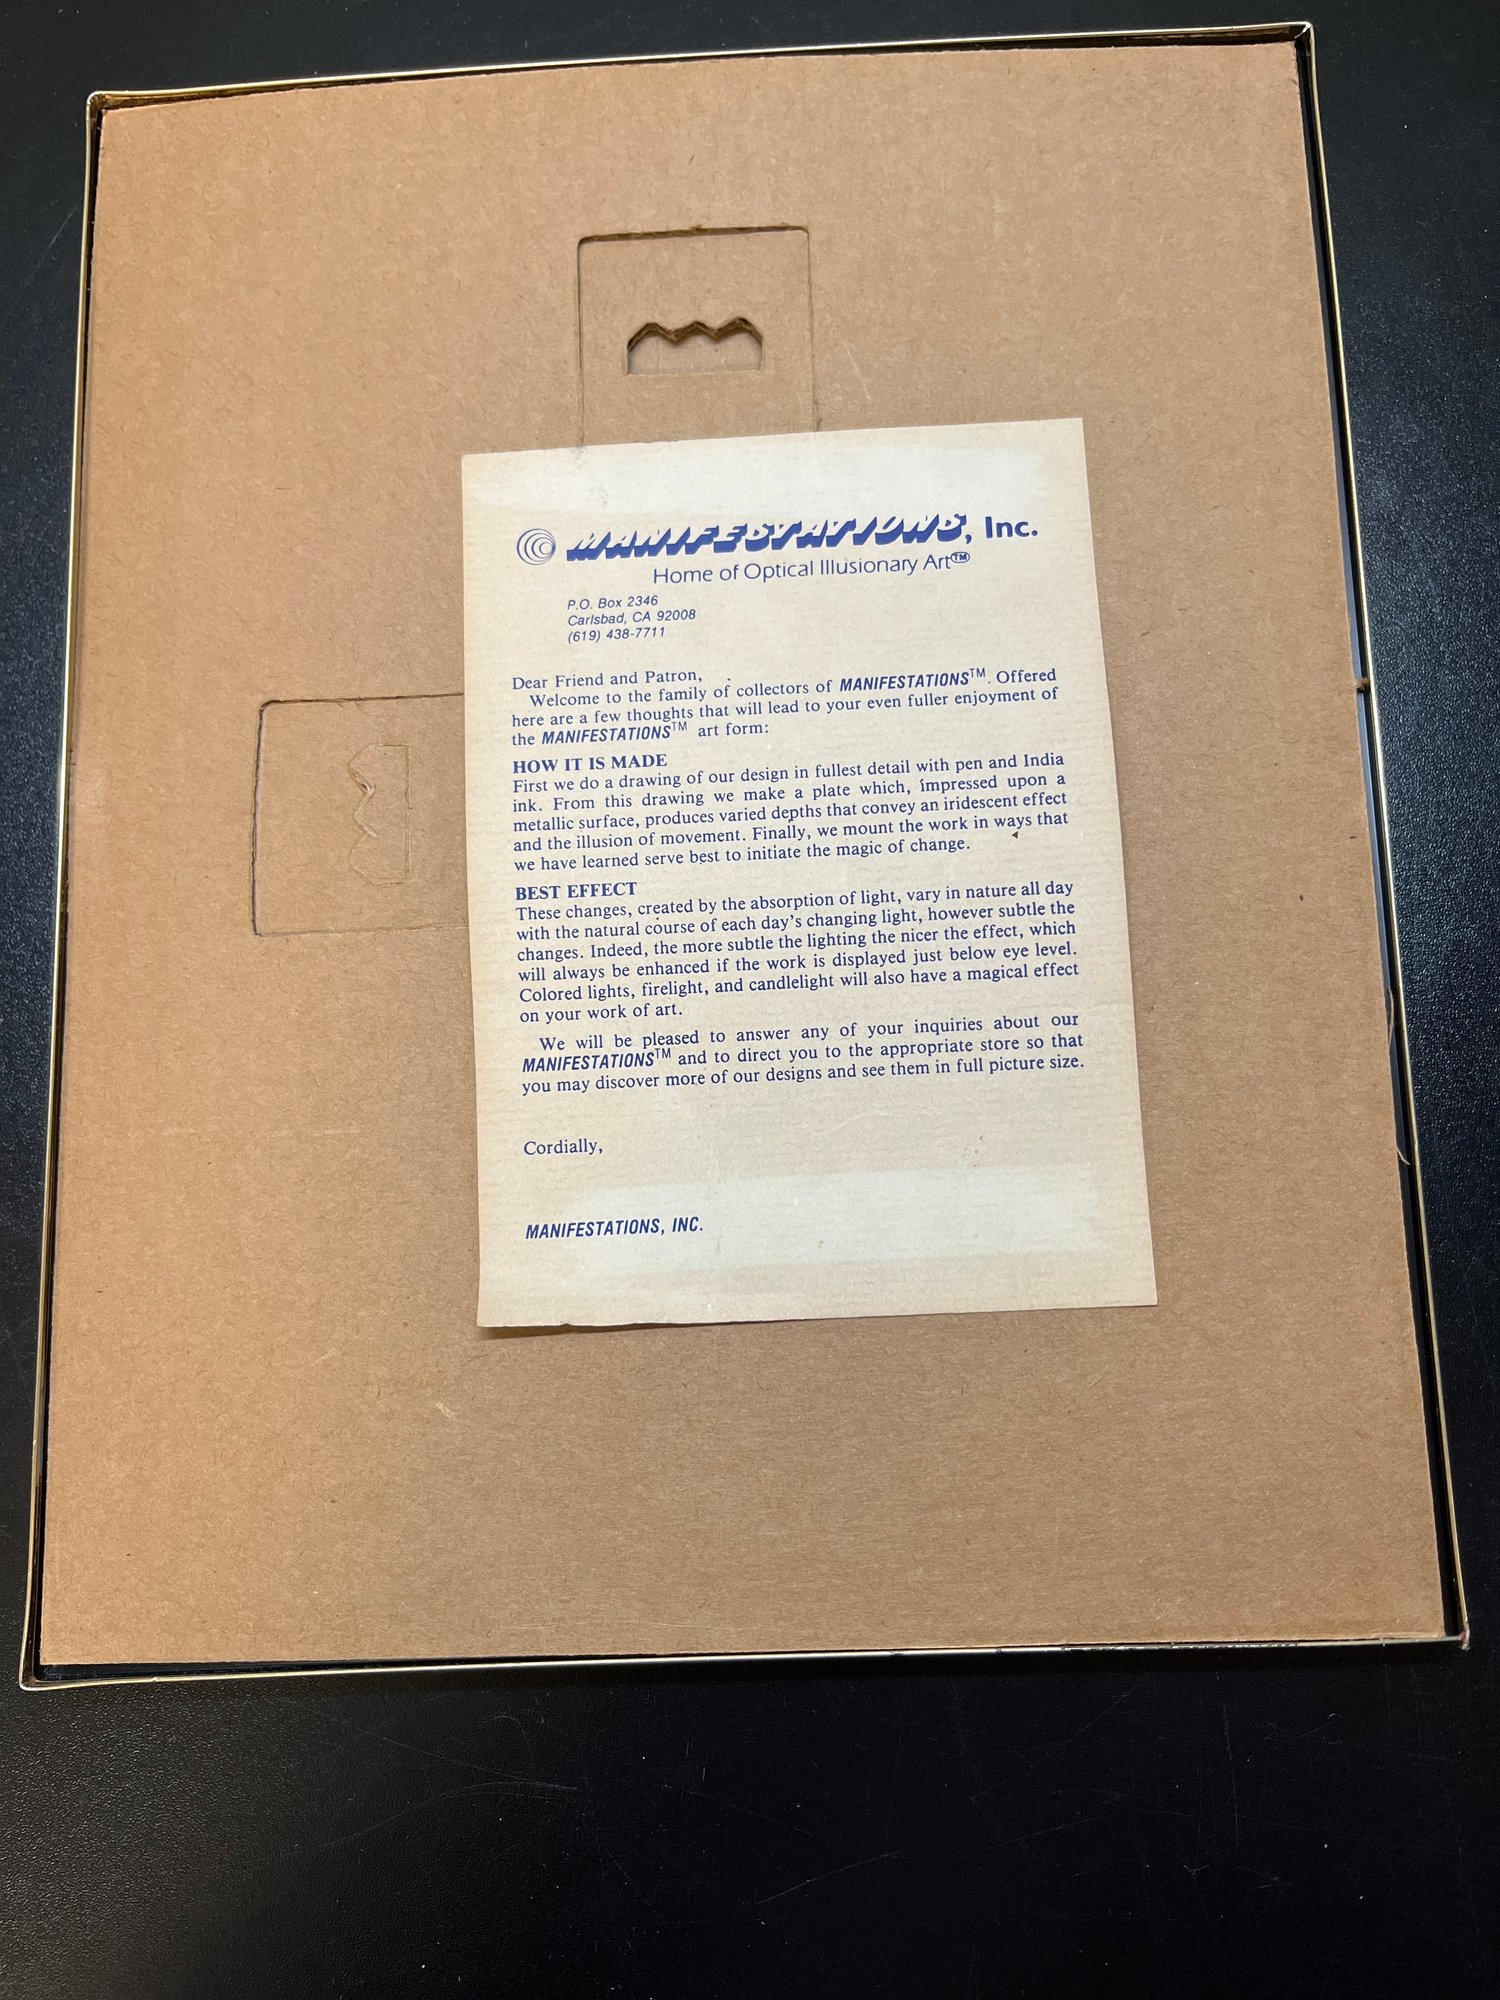 MANIFESTATIONS, Inc.
Home of Optical Illusionary Art™
P.O. Box 2346
Carlsbad, CA 92008
(619) 438-7711
Dear Friend and Patron,
Welcome to the family of collectors of MANIFESTATIONS™. Offered
here are a few thoughts that will lead to your even fuller enjoyment of
the MANIFESTATIONS™ art form:
HOW IT IS MADE
First we do a drawing of our design in fullest detail with pen and India
ink. From this drawing we make a plate which, impressed upon a
metallic surface, produces varied depths that convey an iridescent effect
and the illusion of movement. Finally, we mount the work in ways that
we have learned serve best to initiate the magic of change.
BEST EFFECT
These changes, created by the absorption of light, vary in nature all day
with the natural course of each day's changing light, however subtle the
changes. Indeed, the more subtle the lighting the nicer the effect, which
will always be enhanced if the work is displayed just below eye level.
Colored lights, firelight, and candlelight will also have a magical effect
on your work of art.
We will be pleased to answer any of your inquiries about our
MANIFESTATIONS™ and to direct you to the appropriate store so that
you may discover more of our designs and see them in full picture size.
Cordially,
MANIFESTATIONS, INC.